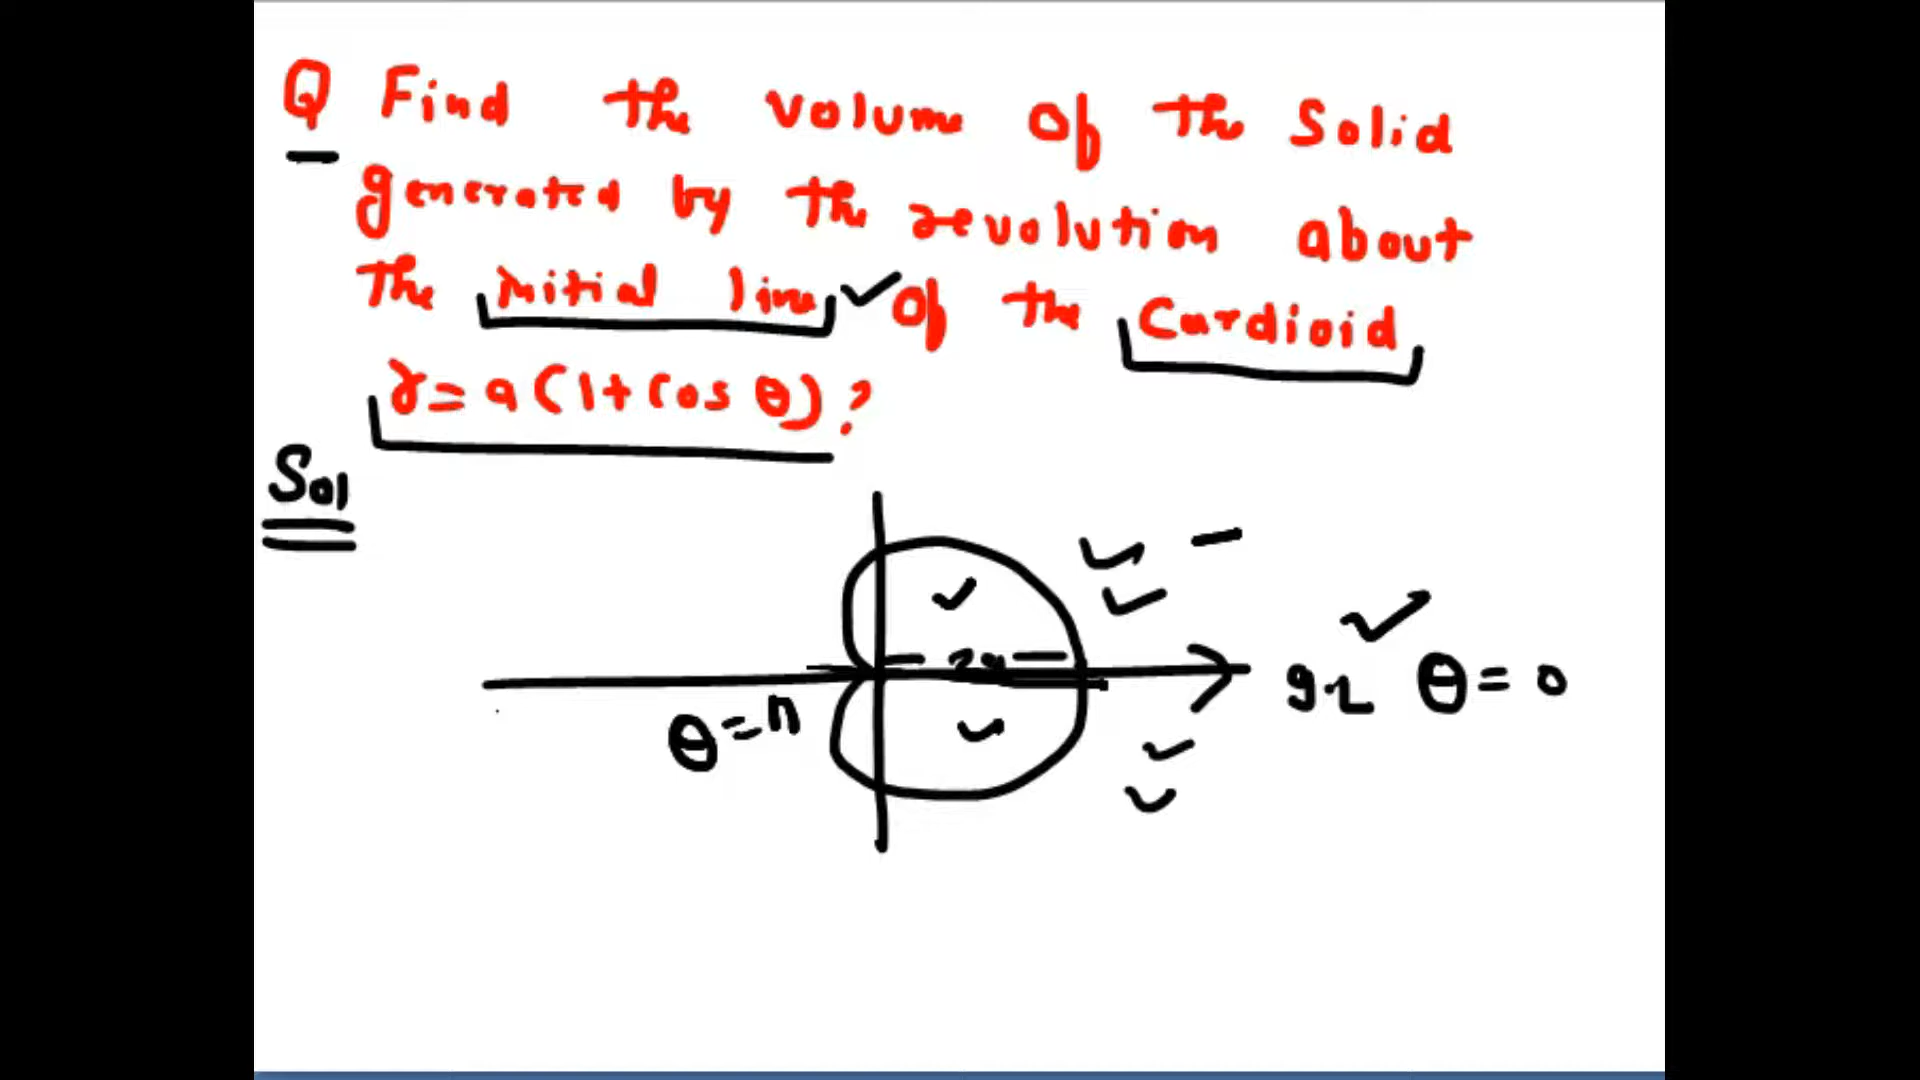 Q Find the volume of the Solid
generated by the revolution about
the initial line of the Cardioid
r = a (1 + cos θ) ?
Sol
2a
θ = 0
θ = π